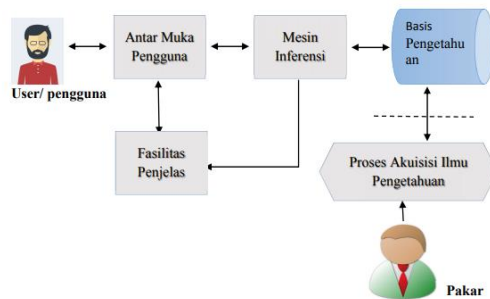 User/ pengguna
Antar Muka
Pengguna
Mesin
Inferensi
Basis
Pengetahu
an
Fasilitas
Penjelas
Proses Akuisisi Ilmu
Pengetahuan
Pakar